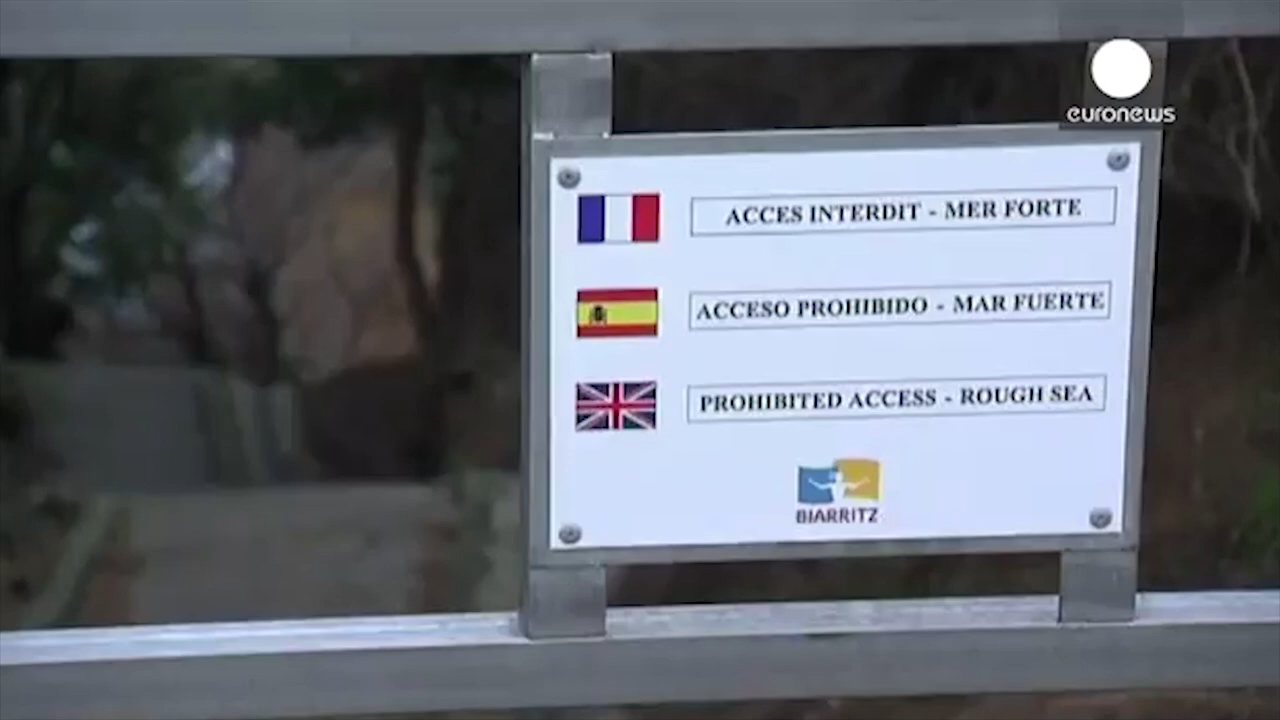 euronews
ACCES INTERDIT - MER FORTE
ACCESO PROHIBIDO - MAR FUERTE
PROHIBITED ACCESS - ROUGH SEA
BIARRITZ